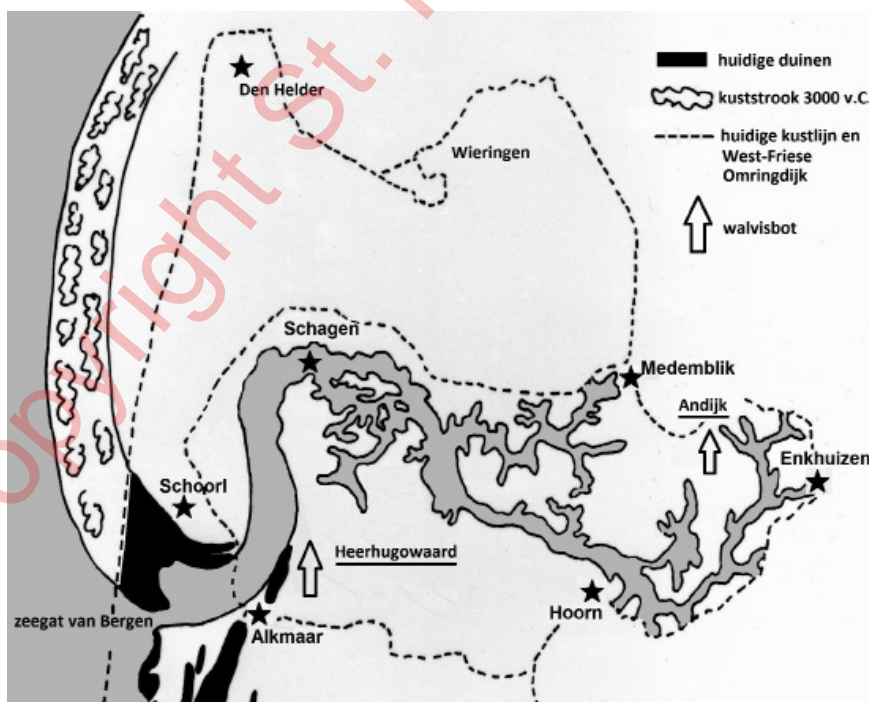 Copyright St.
huidige duinen
kuststrook 3000 v.C.
huidige kustlijn en
West-Friese
Omringdijk
walvisbot
Den Helder
Wieringen
Schagen
Medemblik
Andijk
Enkhuizen
Schoorl
Heerhugowaard
Hoorn
zeegat van Bergen
Alkmaar